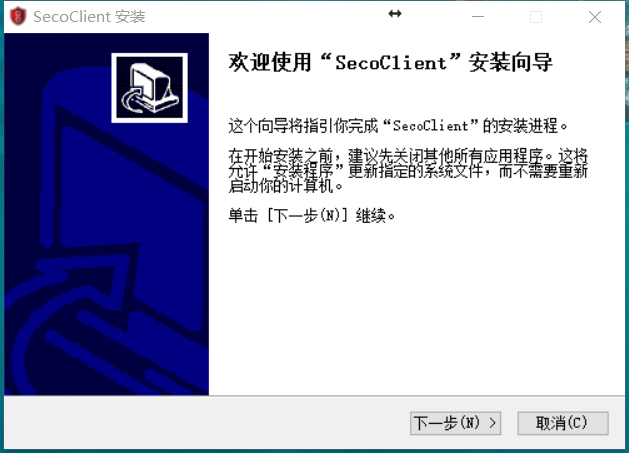 SecoClient 安装
欢迎使用“SecoClient”安装向导
这个向导将指引你完成“SecoClient”的安装进程。
在开始安装之前，建议先关闭其他所有应用程序。这将
允许“安装程序”更新指定的系统文件，而不需要重新
启动你的计算机。
单击 [下一步(N)] 继续。
下一步(N) >
取消(C)